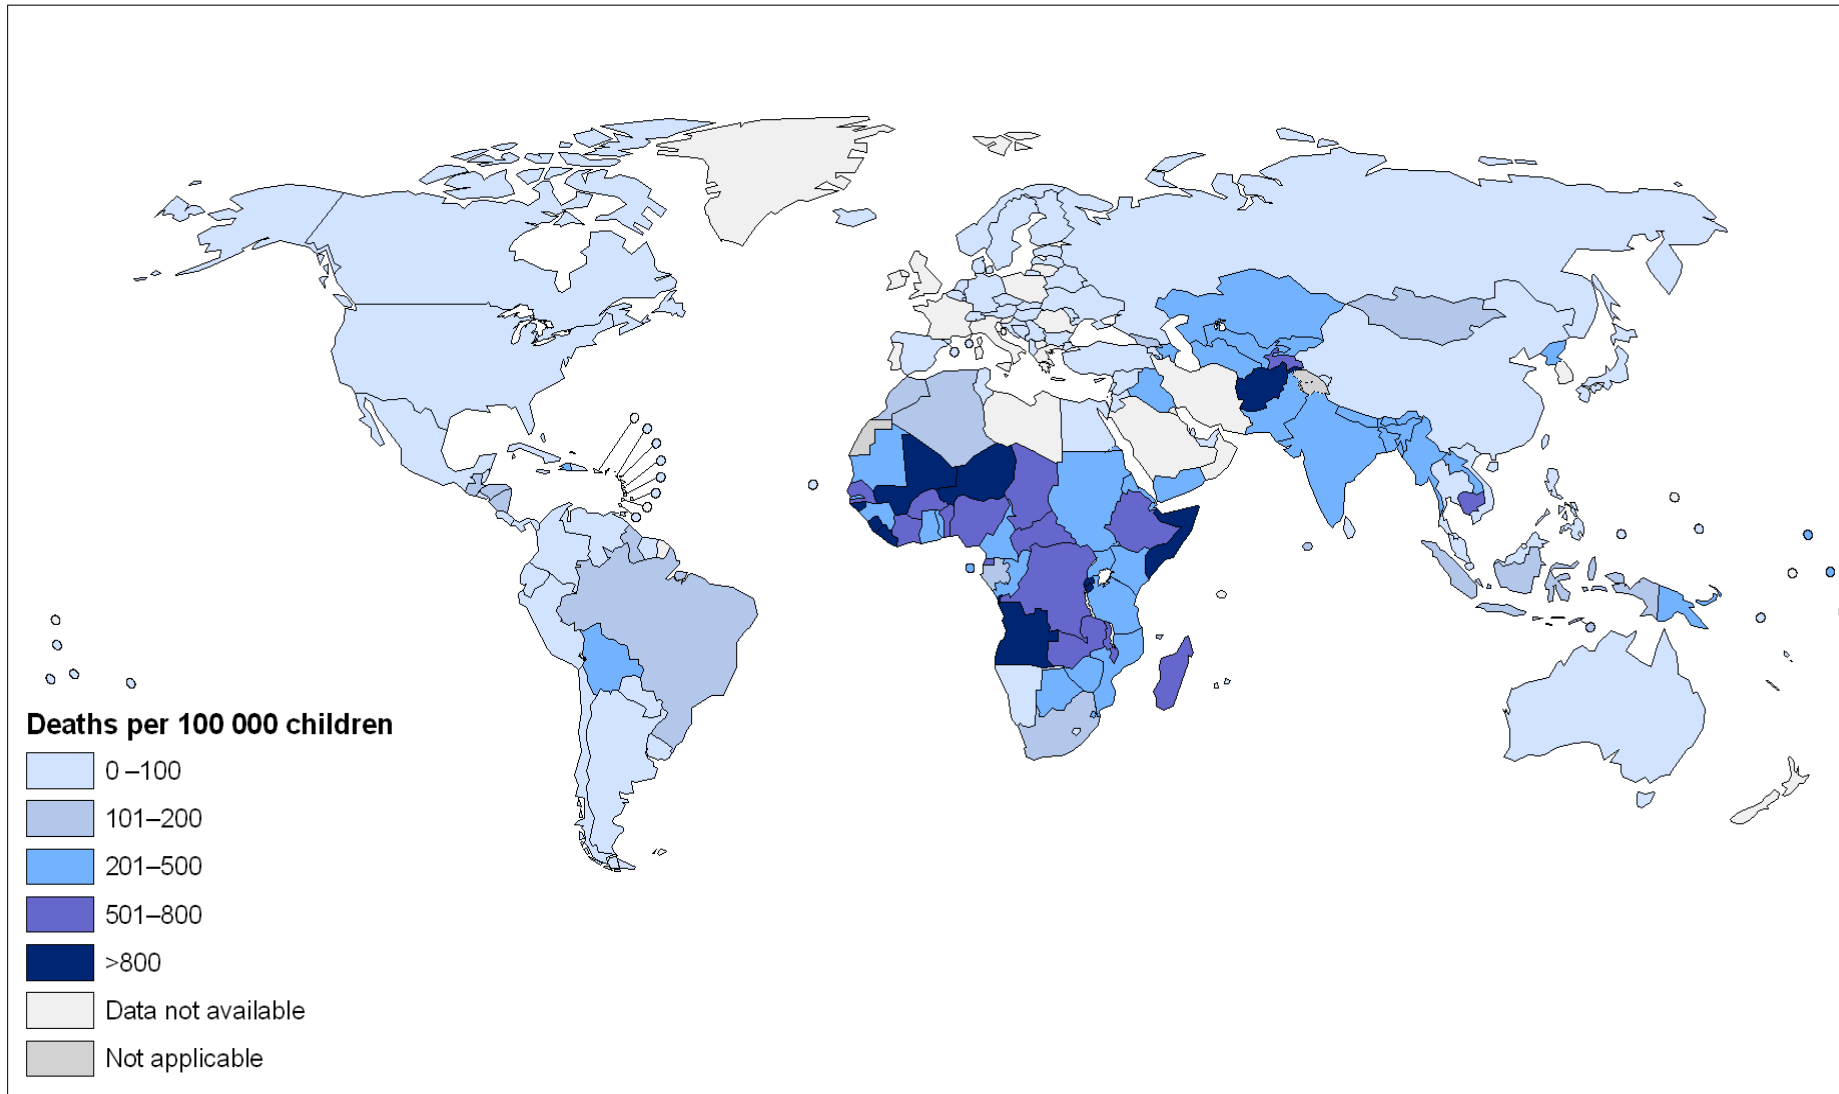 Deaths per 100 000 children
0 –100
101–200
201–500
501–800
>800
Data not available
Not applicable